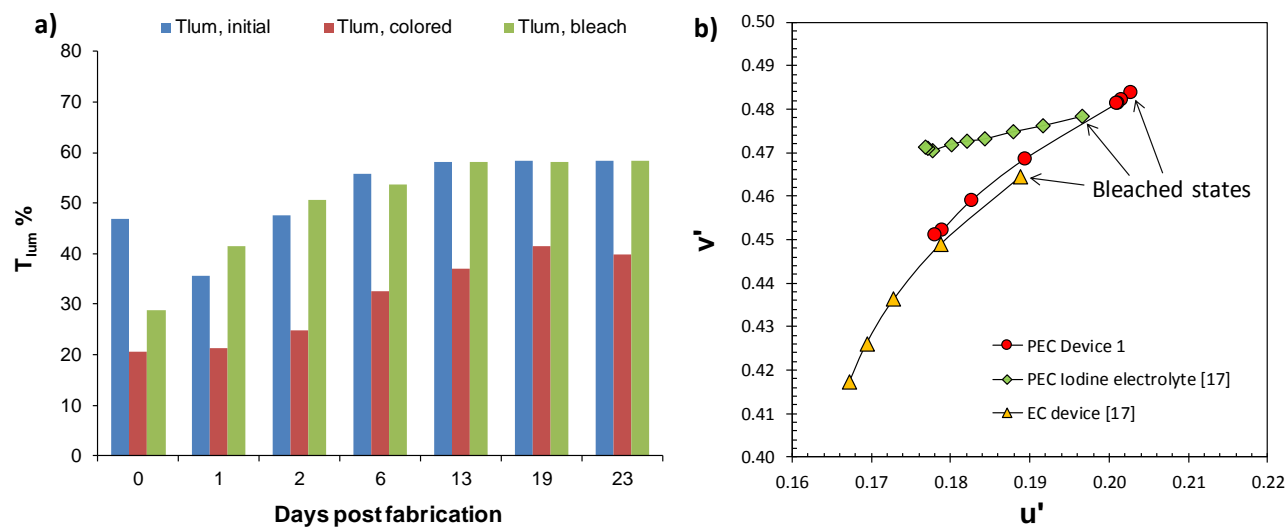 a)
Tlum, initial
Tlum, colored
Tlum, bleach
80
70
60
50
40
30
20
10
0
Tlum %
0 1 2 6 13 19 23
Days post fabrication
b)
0.50
0.49
0.48
0.47
0.46
0.45
0.44
0.43
0.42
0.41
0.40
v'
Bleached states
PEC Device 1
PEC Iodine electrolyte [17]
EC device [17]
0.16 0.17 0.18 0.19 0.20 0.21 0.22
u'